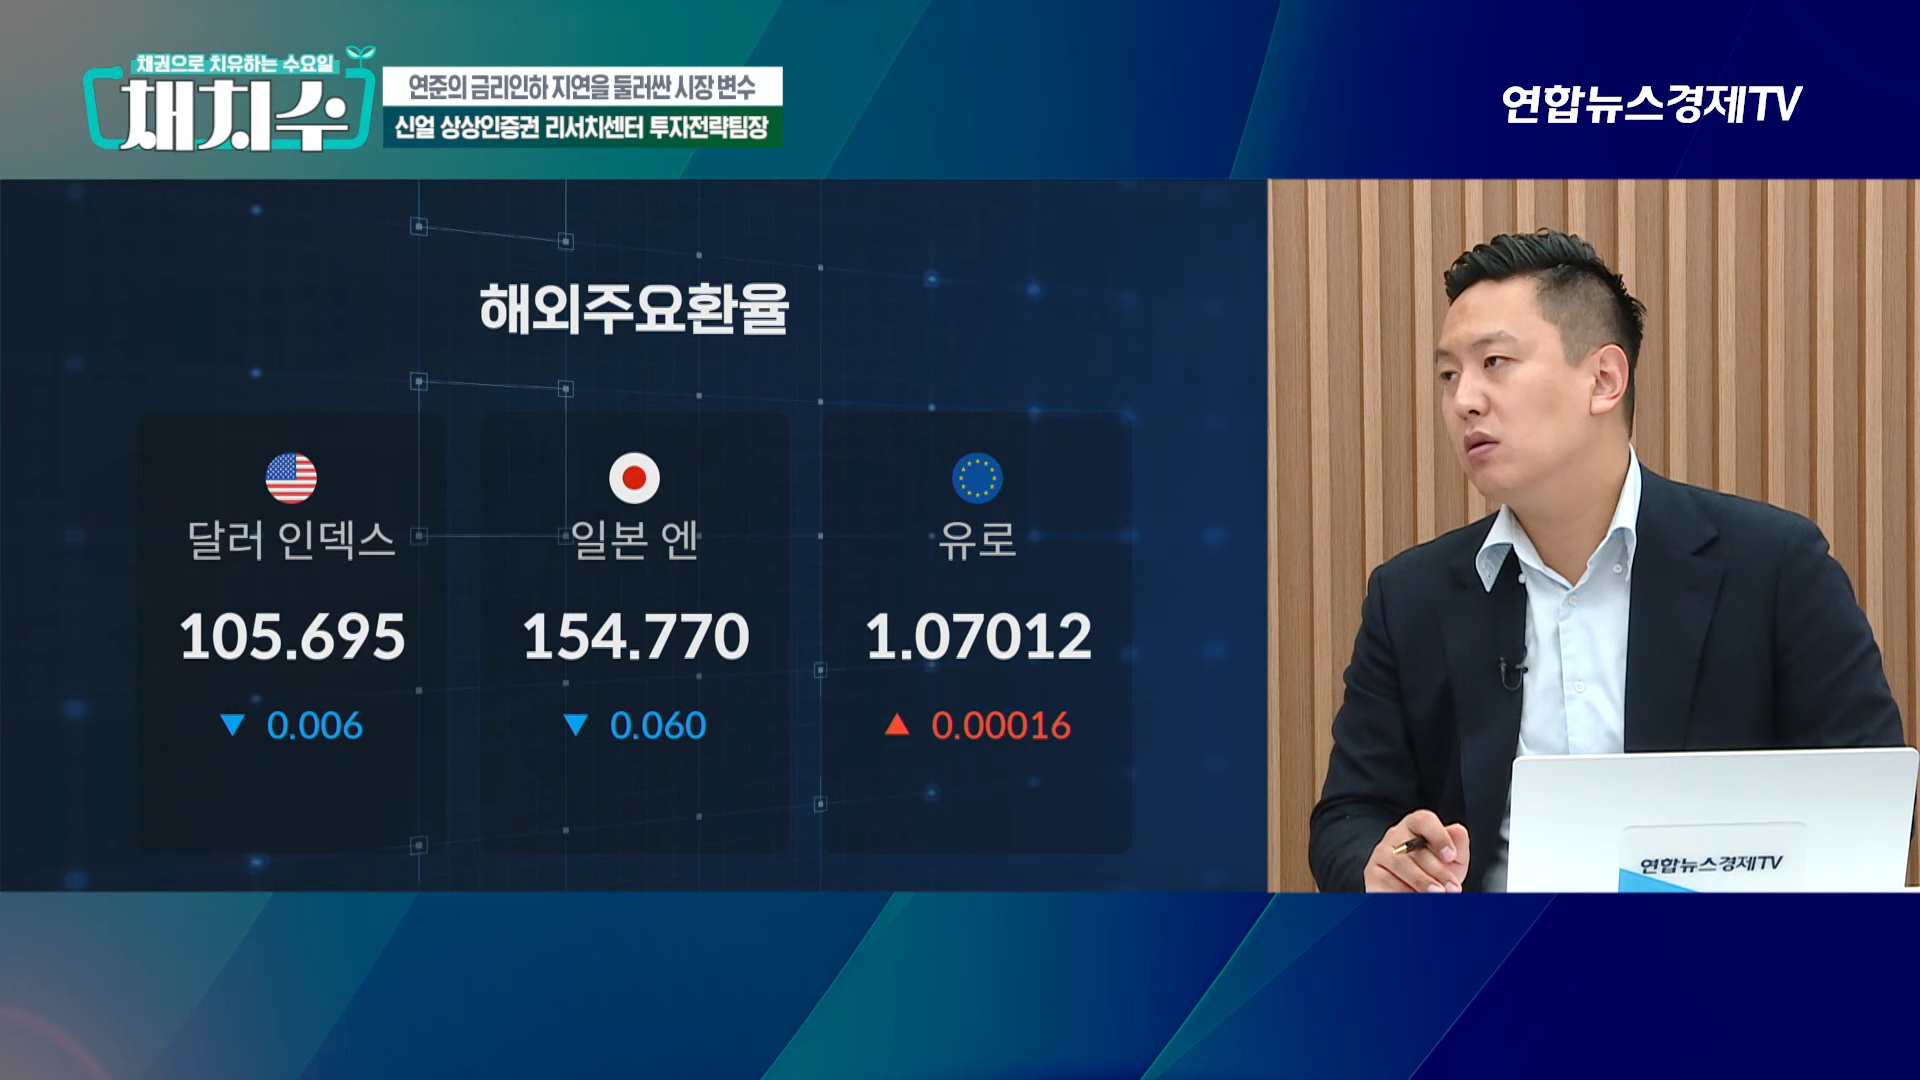 채권으로 치유하는 수요일
채치수
연준의 금리인하 지연을 둘러싼 시장 변수
신얼 상상인증권 리서치센터 투자전략팀장
연합뉴스경제TV
해외주요환율
달러 인덱스
105.695
▼ 0.006
일본 엔
154.770
▼ 0.060
유로
1.07012
▲ 0.00016
연합뉴스경제TV